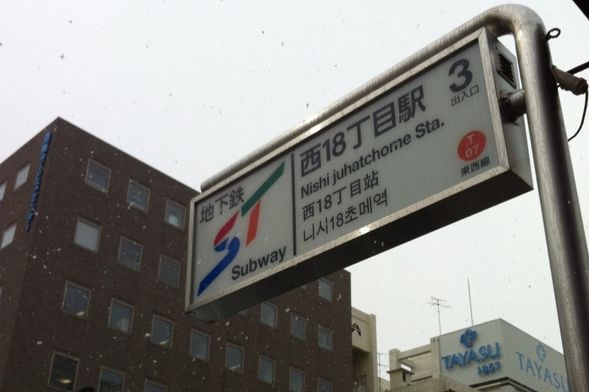 地下鉄
ST
Subway
西18丁目駅
Nishi juhatchome Sta.
西18丁目站
니시18초메역
3
出入口
T
07
東西線
TAYASU
1857
TAYASU